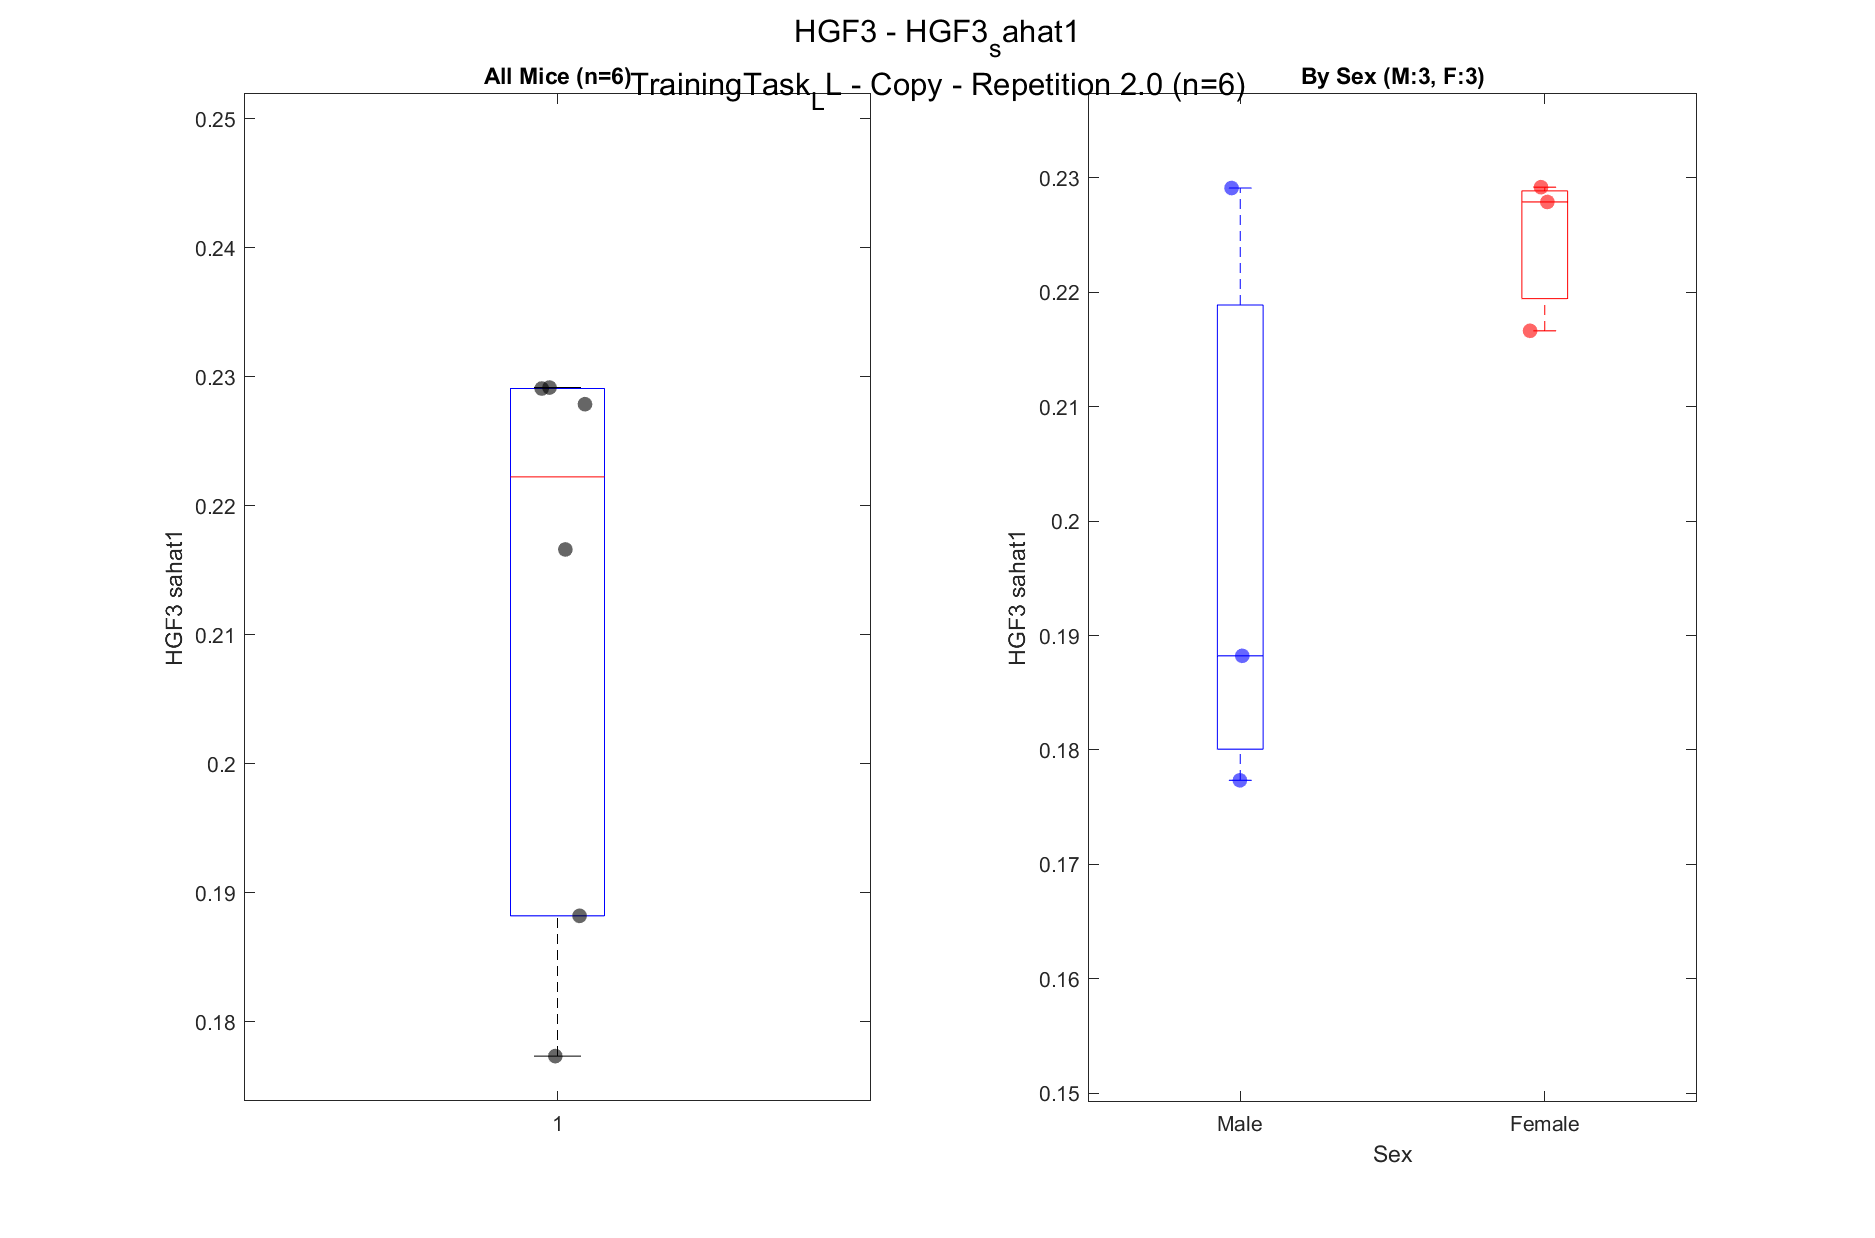 HGF3 - HGF3_sahat1
TrainingTask_LL - Copy - Repetition 2.0 (n=6)
All Mice (n=6)
0.25
0.24
0.23
0.22
0.21
0.2
0.19
0.18
HGF3 sahat1
1
By Sex (M:3, F:3)
0.23
0.22
0.21
0.2
0.19
0.18
0.17
0.16
0.15
HGF3 sahat1
Male Female
Sex